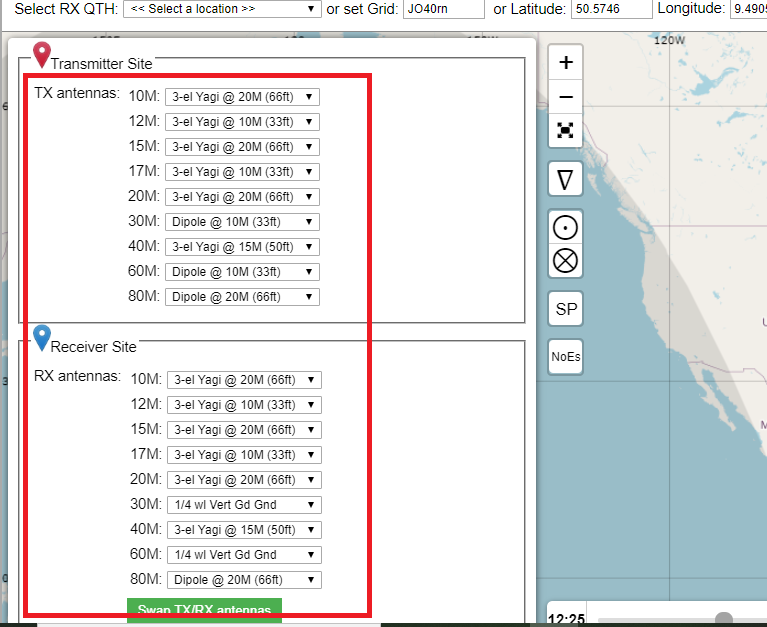 Select RX QTH: << Select a location >> ▼ or set Grid: JO40rn or Latitude: 50.5746 Longitude: 9.4905
120W
Transmitter Site
TX antennas: 10M: 3-el Yagi @ 20M (66ft) ▼
12M: 3-el Yagi @ 10M (33ft) ▼
15M: 3-el Yagi @ 20M (66ft) ▼
17M: 3-el Yagi @ 10M (33ft) ▼
20M: 3-el Yagi @ 20M (66ft) ▼
30M: Dipole @ 10M (33ft) ▼
40M: 3-el Yagi @ 15M (50ft) ▼
60M: Dipole @ 10M (33ft) ▼
80M: Dipole @ 20M (66ft) ▼
Receiver Site
RX antennas: 10M: 3-el Yagi @ 20M (66ft) ▼
12M: 3-el Yagi @ 10M (33ft) ▼
15M: 3-el Yagi @ 20M (66ft) ▼
17M: 3-el Yagi @ 10M (33ft) ▼
20M: 3-el Yagi @ 20M (66ft) ▼
30M: 1/4 wl Vert Gd Gnd ▼
40M: 3-el Yagi @ 15M (50ft) ▼
60M: 1/4 wl Vert Gd Gnd ▼
80M: Dipole @ 20M (66ft) ▼
Swap TX/RX antennas
+
−
SP
NoEs
12:25